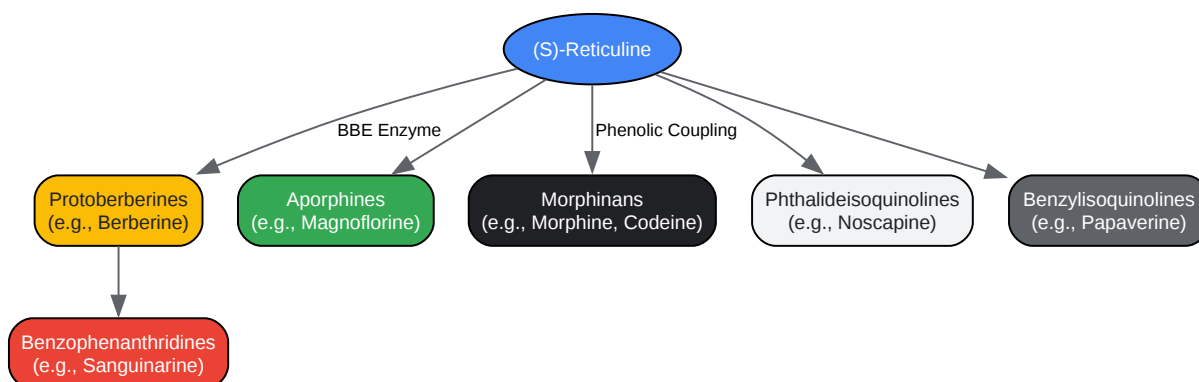 (S)-Reticuline
BBE Enzyme
Phenolic Coupling
Protoberberines
(e.g., Berberine)
Aporphines
(e.g., Magnoflorine)
Morphinans
(e.g., Morphine, Codeine)
Phthalideisoquinolines
(e.g., Noscapine)
Benzylisoquinolines
(e.g., Papaverine)
Benzophenanthridines
(e.g., Sanguinarine)